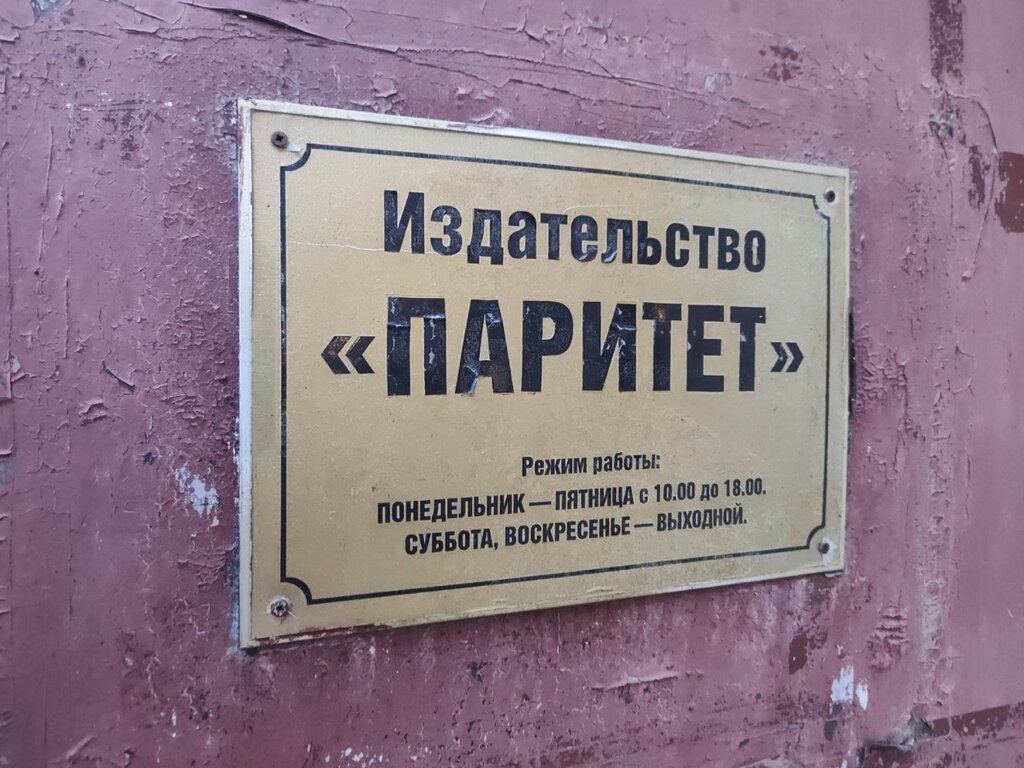 Издательство
«ПАРИТЕТ»
Режим работы:
ПОНЕДЕЛЬНИК — ПЯТНИЦА с 10.00 до 18.00.
СУББОТА, ВОСКРЕСЕНЬЕ — ВЫХОДНОЙ.